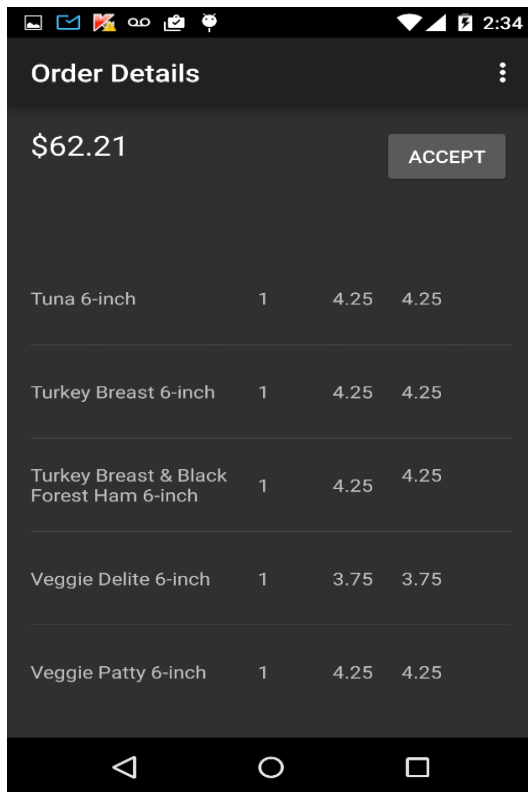 2:34
Order Details
$62.21
ACCEPT
Tuna 6-inch 1 4.25 4.25
Turkey Breast 6-inch 1 4.25 4.25
Turkey Breast & Black
Forest Ham 6-inch 1 4.25 4.25
Veggie Delite 6-inch 1 3.75 3.75
Veggie Patty 6-inch 1 4.25 4.25